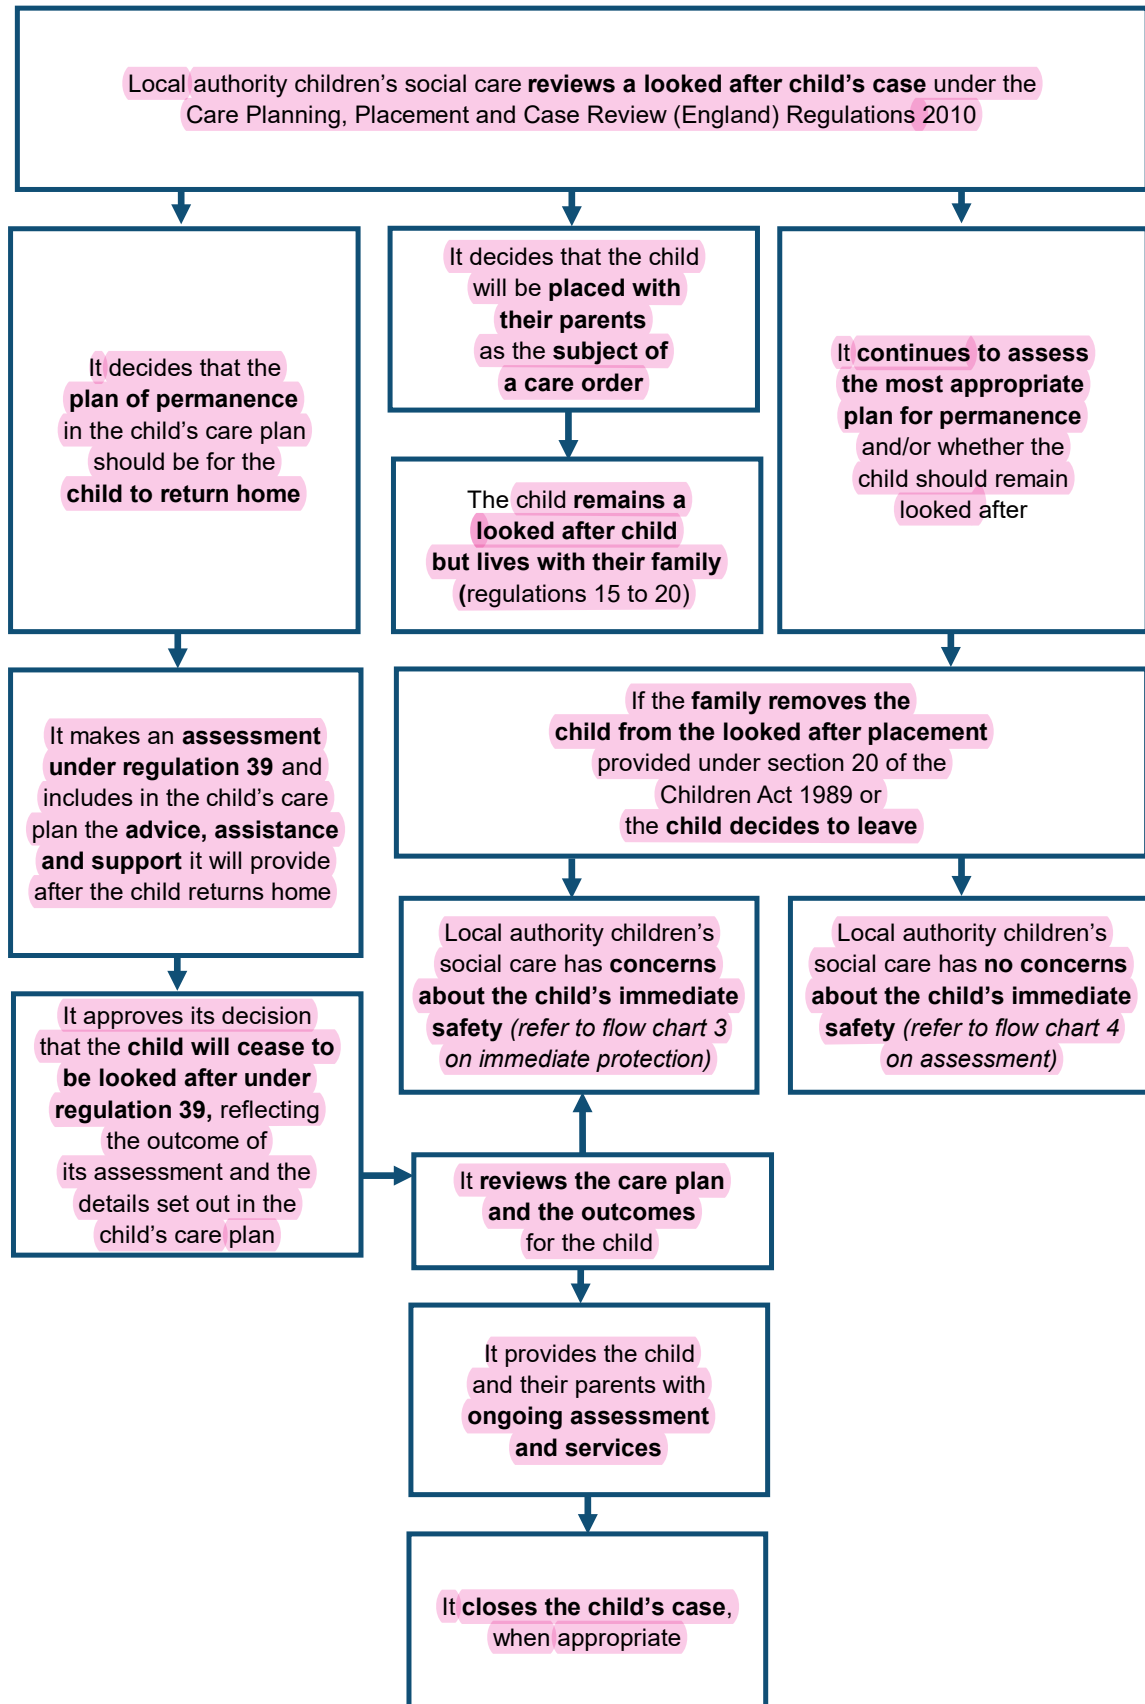 Local authority children’s social care reviews a looked after child’s case under the
Care Planning, Placement and Case Review (England) Regulations 2010
It decides that the
plan of permanence
in the child’s care plan
should be for the
child to return home
It decides that the child
will be placed with
their parents
as the subject of
a care order
The child remains a
looked after child
but lives with their family
(regulations 15 to 20)
It continues to assess
the most appropriate
plan for permanence
and/or whether the
child should remain
looked after
It makes an assessment
under regulation 39 and
includes in the child’s care
plan the advice, assistance
and support it will provide
after the child returns home
If the family removes the
child from the looked after placement
provided under section 20 of the
Children Act 1989 or
the child decides to leave
Local authority children’s
social care has concerns
about the child’s immediate
safety (refer to flow chart 3
on immediate protection)
Local authority children’s
social care has no concerns
about the child’s immediate
safety (refer to flow chart 4
on assessment)
It approves its decision
that the child will cease to
be looked after under
regulation 39, reflecting
the outcome of
its assessment and the
details set out in the
child’s care plan
It reviews the care plan
and the outcomes
for the child
It provides the child
and their parents with
ongoing assessment
and services
It closes the child’s case,
when appropriate